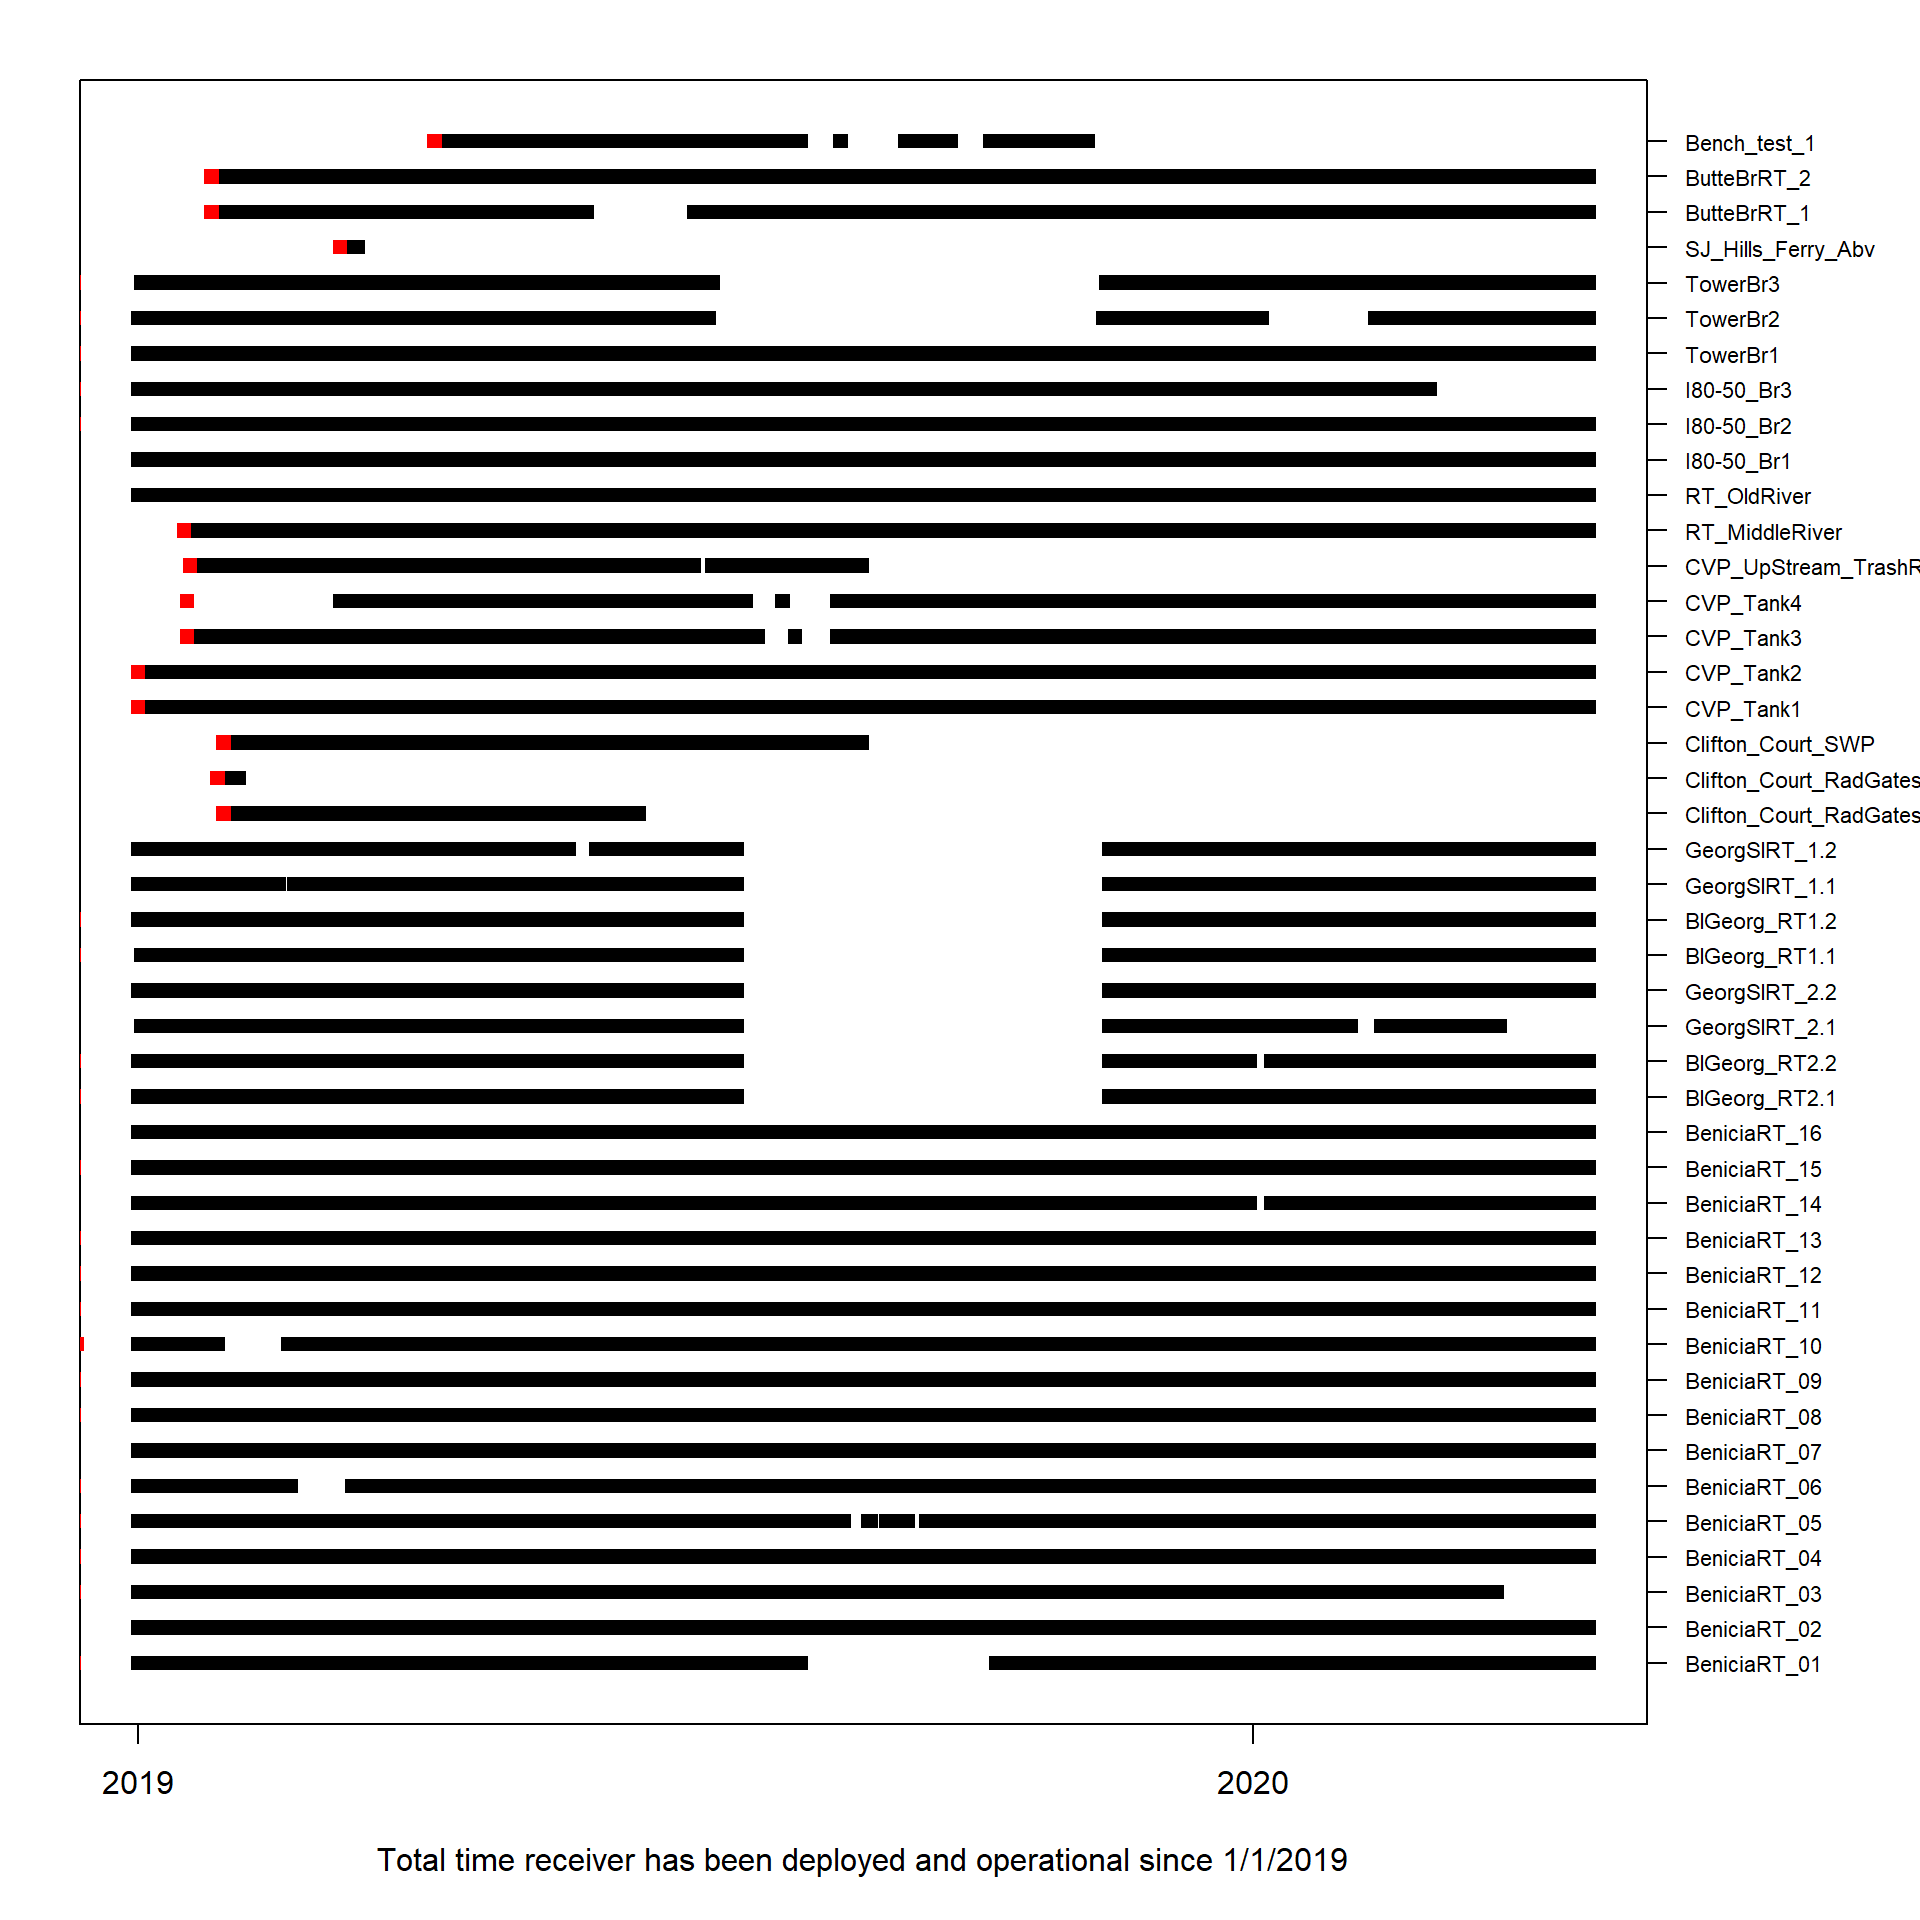 Bench_test_1
ButteBrRT_2
ButteBrRT_1
SJ_Hills_Ferry_Abv
TowerBr3
TowerBr2
TowerBr1
I80-50_Br3
I80-50_Br2
I80-50_Br1
RT_OldRiver
RT_MiddleRiver
CVP_UpStream_TrashR
CVP_Tank4
CVP_Tank3
CVP_Tank2
CVP_Tank1
Clifton_Court_SWP
Clifton_Court_RadGates
Clifton_Court_RadGates
GeorgSlRT_1.2
GeorgSlRT_1.1
BlGeorg_RT1.2
BlGeorg_RT1.1
GeorgSlRT_2.2
GeorgSlRT_2.1
BlGeorg_RT2.2
BlGeorg_RT2.1
BeniciaRT_16
BeniciaRT_15
BeniciaRT_14
BeniciaRT_13
BeniciaRT_12
BeniciaRT_11
BeniciaRT_10
BeniciaRT_09
BeniciaRT_08
BeniciaRT_07
BeniciaRT_06
BeniciaRT_05
BeniciaRT_04
BeniciaRT_03
BeniciaRT_02
BeniciaRT_01
2019 2020
Total time receiver has been deployed and operational since 1/1/2019